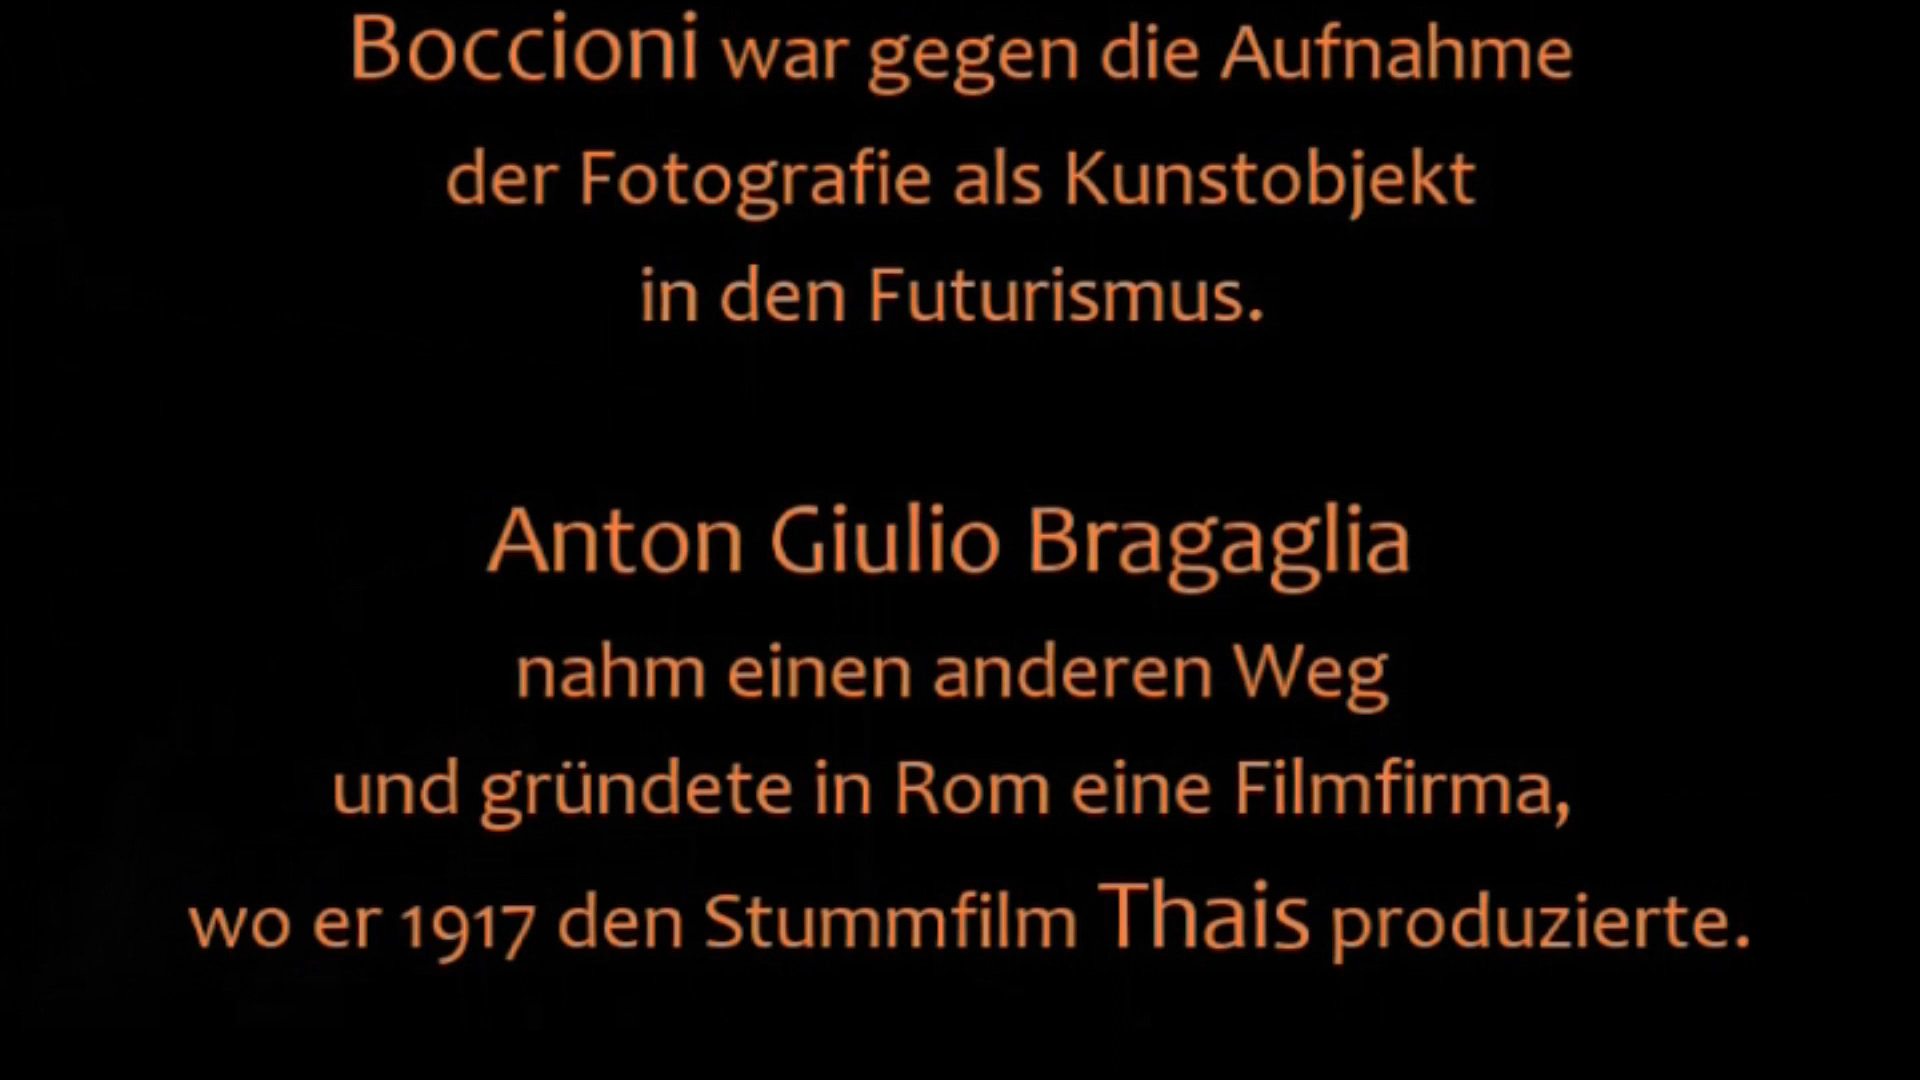 Boccioni war gegen die Aufnahme
der Fotografie als Kunstobjekt
in den Futurismus.
Anton Giulio Bragaglia
nahm einen anderen Weg
und gründete in Rom eine Filmfirma,
wo er 1917 den Stummfilm Thais produzierte.